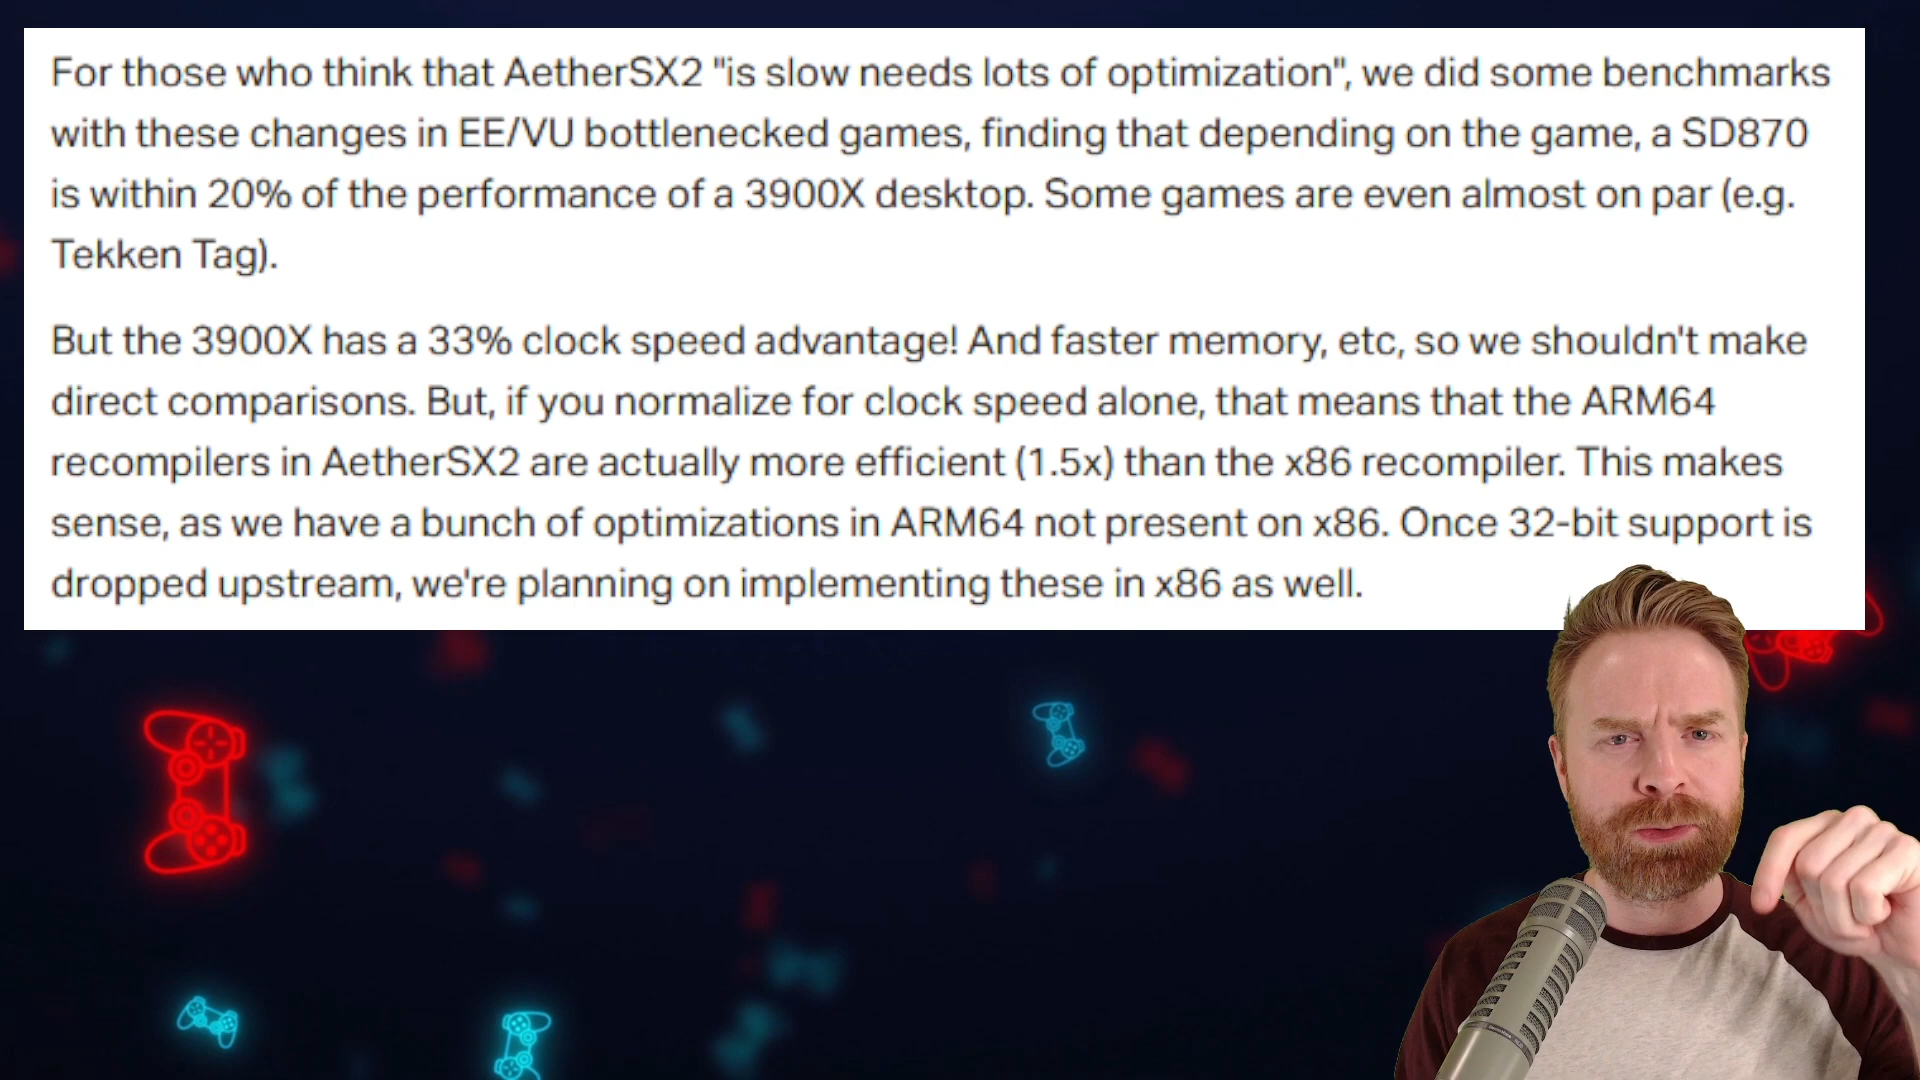 For those who think that AetherSX2 "is slow needs lots of optimization", we did some benchmarks
with these changes in EE/VU bottlenecked games, finding that depending on the game, a SD870
is within 20% of the performance of a 3900X desktop. Some games are even almost on par (e.g.
Tekken Tag).
But the 3900X has a 33% clock speed advantage! And faster memory, etc, so we shouldn't make
direct comparisons. But, if you normalize for clock speed alone, that means that the ARM64
recompilers in AetherSX2 are actually more efficient (1.5x) than the x86 recompiler. This makes
sense, as we have a bunch of optimizations in ARM64 not present on x86. Once 32-bit support is
dropped upstream, we're planning on implementing these in x86 as well.